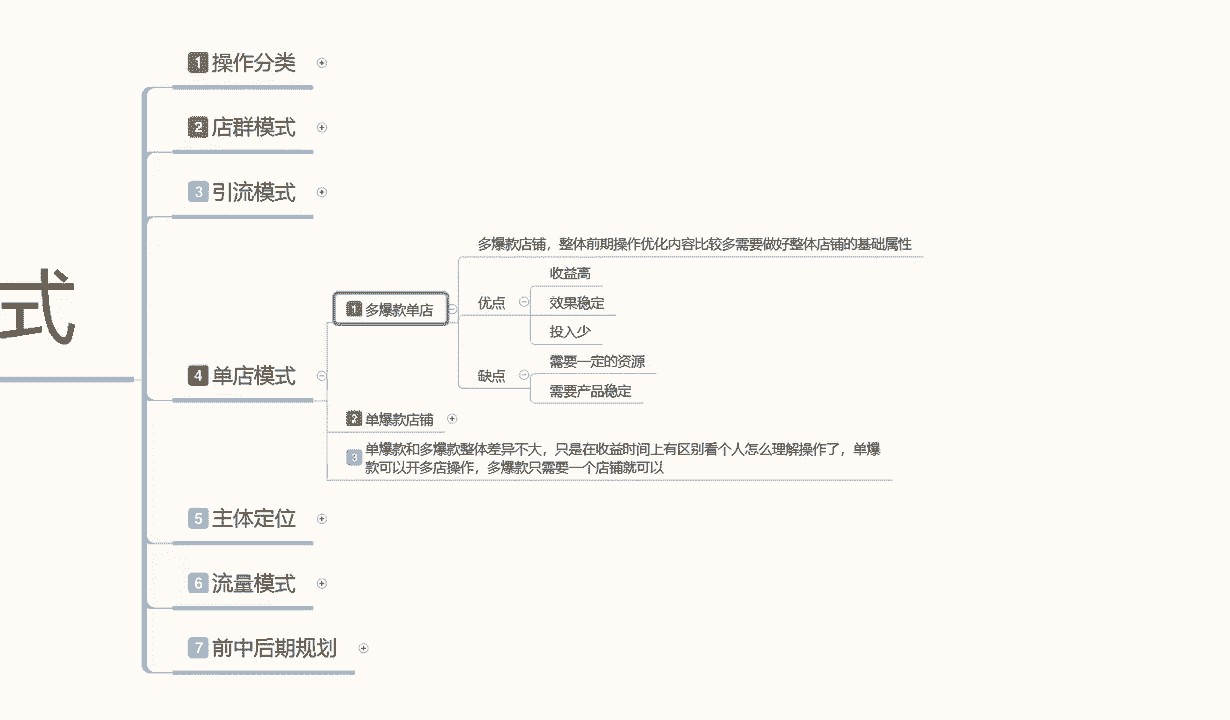 1 操作分类
2 店群模式
3 引流模式
式
4 单店模式
1 多爆款单店
多爆款店铺，整体前期操作优化内容比较多需要做好整体店铺的基础属性
优点
收益高
效果稳定
投入少
缺点
需要一定的资源
需要产品稳定
2 单爆款店铺
3 单爆款和多爆款整体差异不大，只是在收益时间上有区别看个人怎么理解操作了，单爆
款可以开多店操作，多爆款只需要一个店铺就可以
5 主体定位
6 流量模式
7 前中后期规划